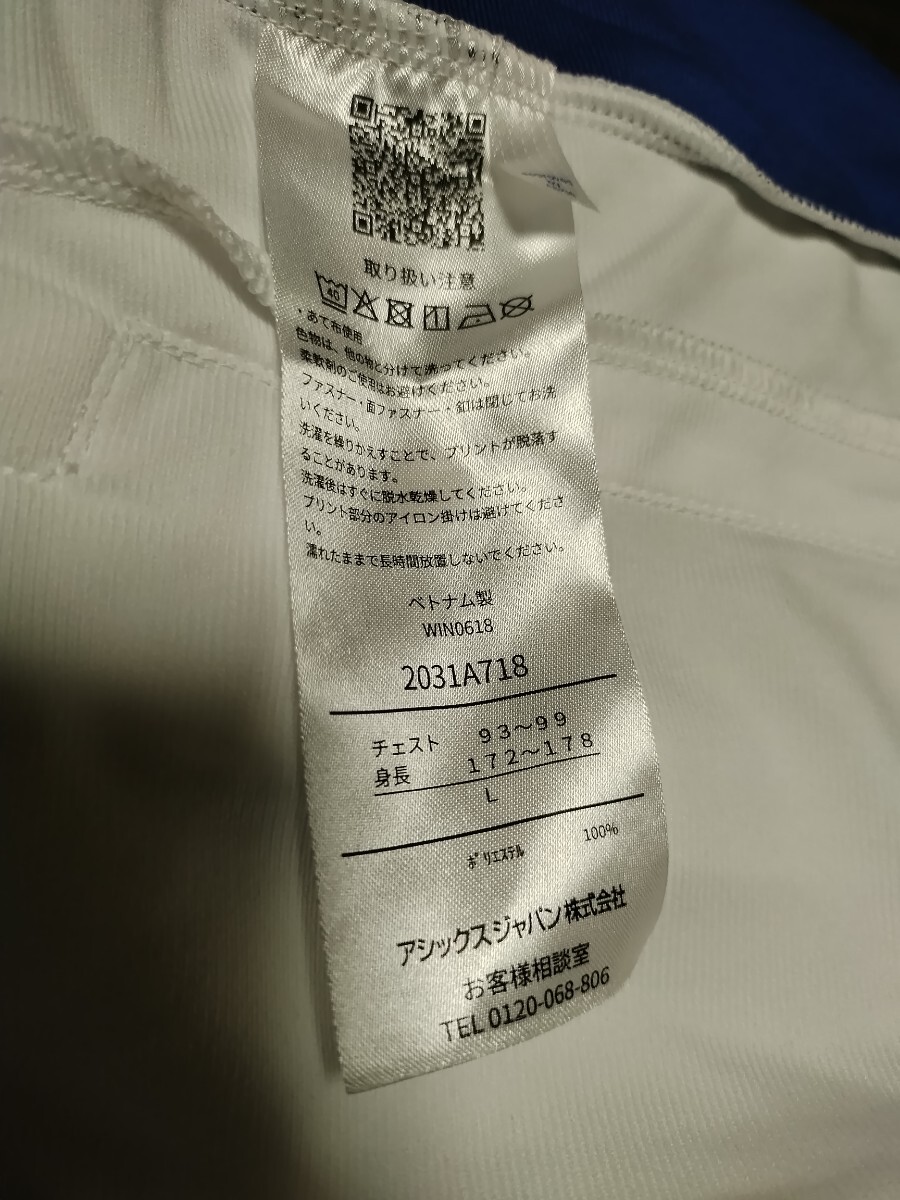 取り扱い注意
40
・あて布使用
色物は、他の物と分けて洗ってください。
柔軟剤のご使用はお避けください。
ファスナー・面ファスナー・釦は閉じてお洗
いください。
洗濯を繰りかえすことで、プリントが脱落す
ることがあります。
洗濯後はすぐに脱水乾燥してください。
プリント部分のアイロン掛けは避けてくださ
い。
濡れたままで長時間放置しないでください。
ベトナム製
WIN0618
2031A718
チェスト 93～99
身長 172～178
L
ポリエステル 100%
アシックスジャパン株式会社
お客様相談室
TEL 0120-068-806